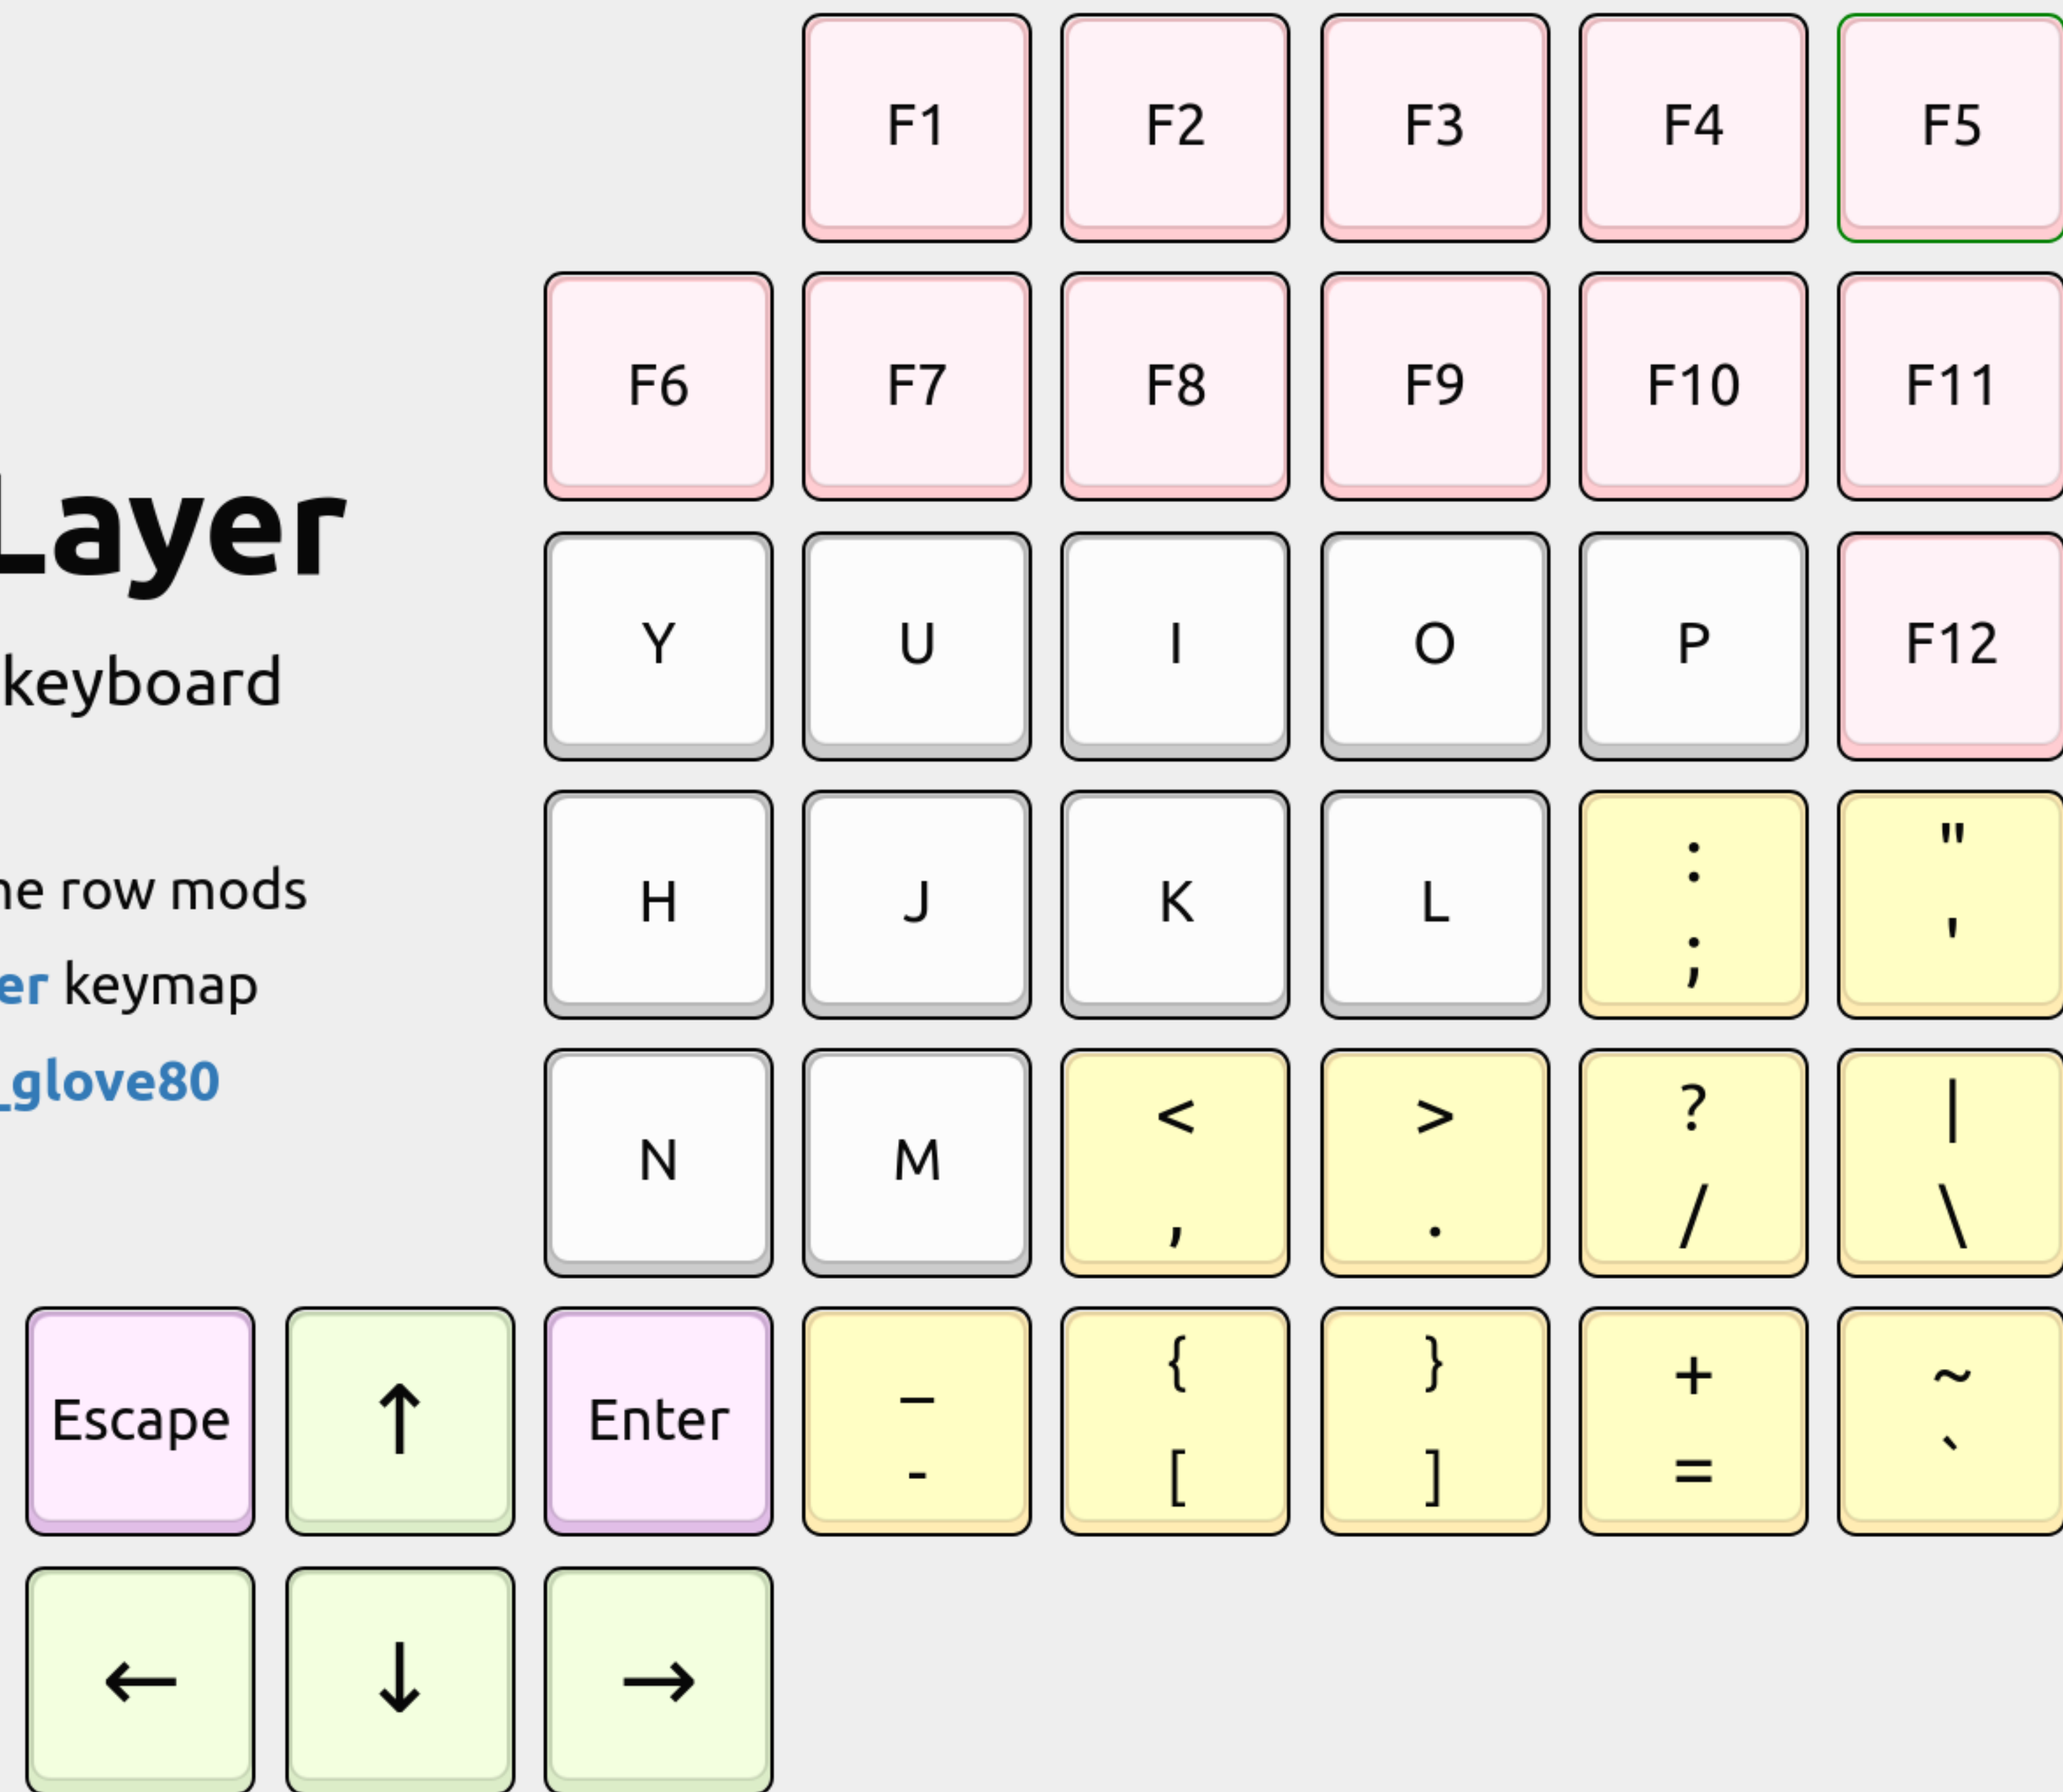 F1 F2 F3 F4 F5
F6 F7 F8 F9 F10 F11
Layer
Y U I O P F12
keyboard
H J K L : ; " '
ne row mods
er keymap
_glove80
N M < , > . ? / | \
Escape ↑ Enter _ - { [ } ] + = ~ `
← ↓ →